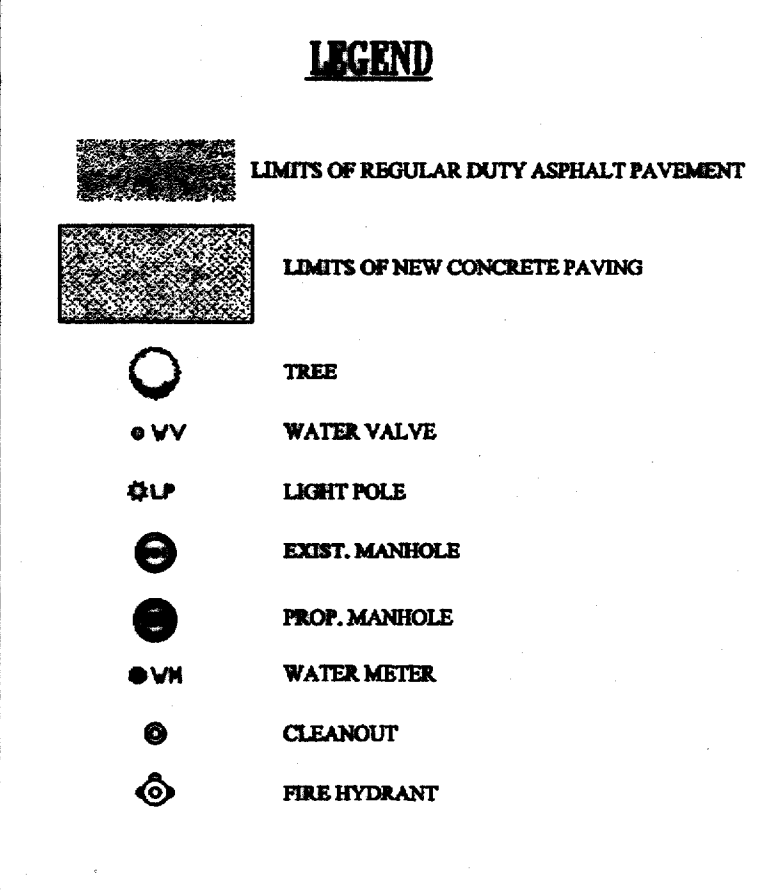 LEGEND
LIMITS OF REGULAR DUTY ASPHALT PAVEMENT
LIMITS OF NEW CONCRETE PAVING
TREE
WV WATER VALVE
LP LIGHT POLE
EXIST. MANHOLE
PROP. MANHOLE
WM WATER METER
CLEANOUT
FIRE HYDRANT